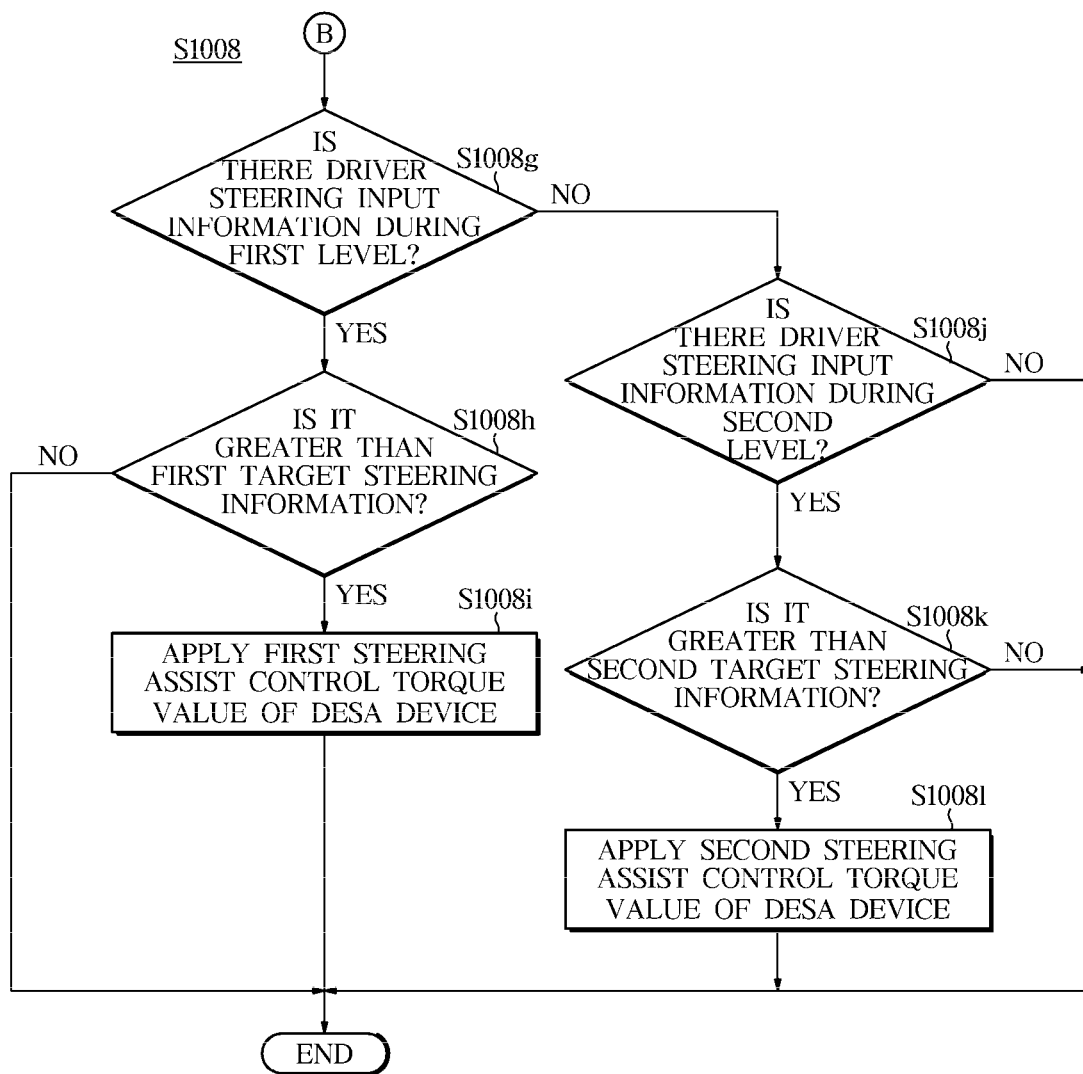 B
S1008
IS
THERE DRIVER
STEERING INPUT
INFORMATION DURING
FIRST LEVEL?
S1008g
NO
YES
IS
THERE DRIVER
STEERING INPUT
INFORMATION DURING
SECOND
LEVEL?
S1008j
NO
YES
IS IT
GREATER THAN
FIRST TARGET STEERING
INFORMATION?
S1008h
NO
YES
S1008i
APPLY FIRST STEERING
ASSIST CONTROL TORQUE
VALUE OF DESA DEVICE
IS IT
GREATER THAN
SECOND TARGET STEERING
INFORMATION?
S1008k
NO
YES
S1008l
APPLY SECOND STEERING
ASSIST CONTROL TORQUE
VALUE OF DESA DEVICE
END